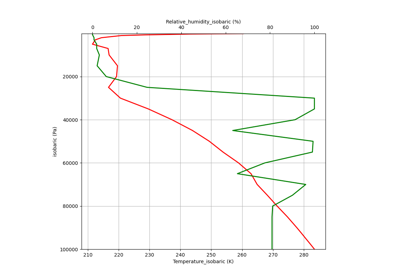 Relative_humidity_isobaric (%)
0 20 40 60 80 100
20000
40000
60000
80000
100000
isobaric (Pa)
210 220 230 240 250 260 270 280
Temperature_isobaric (K)